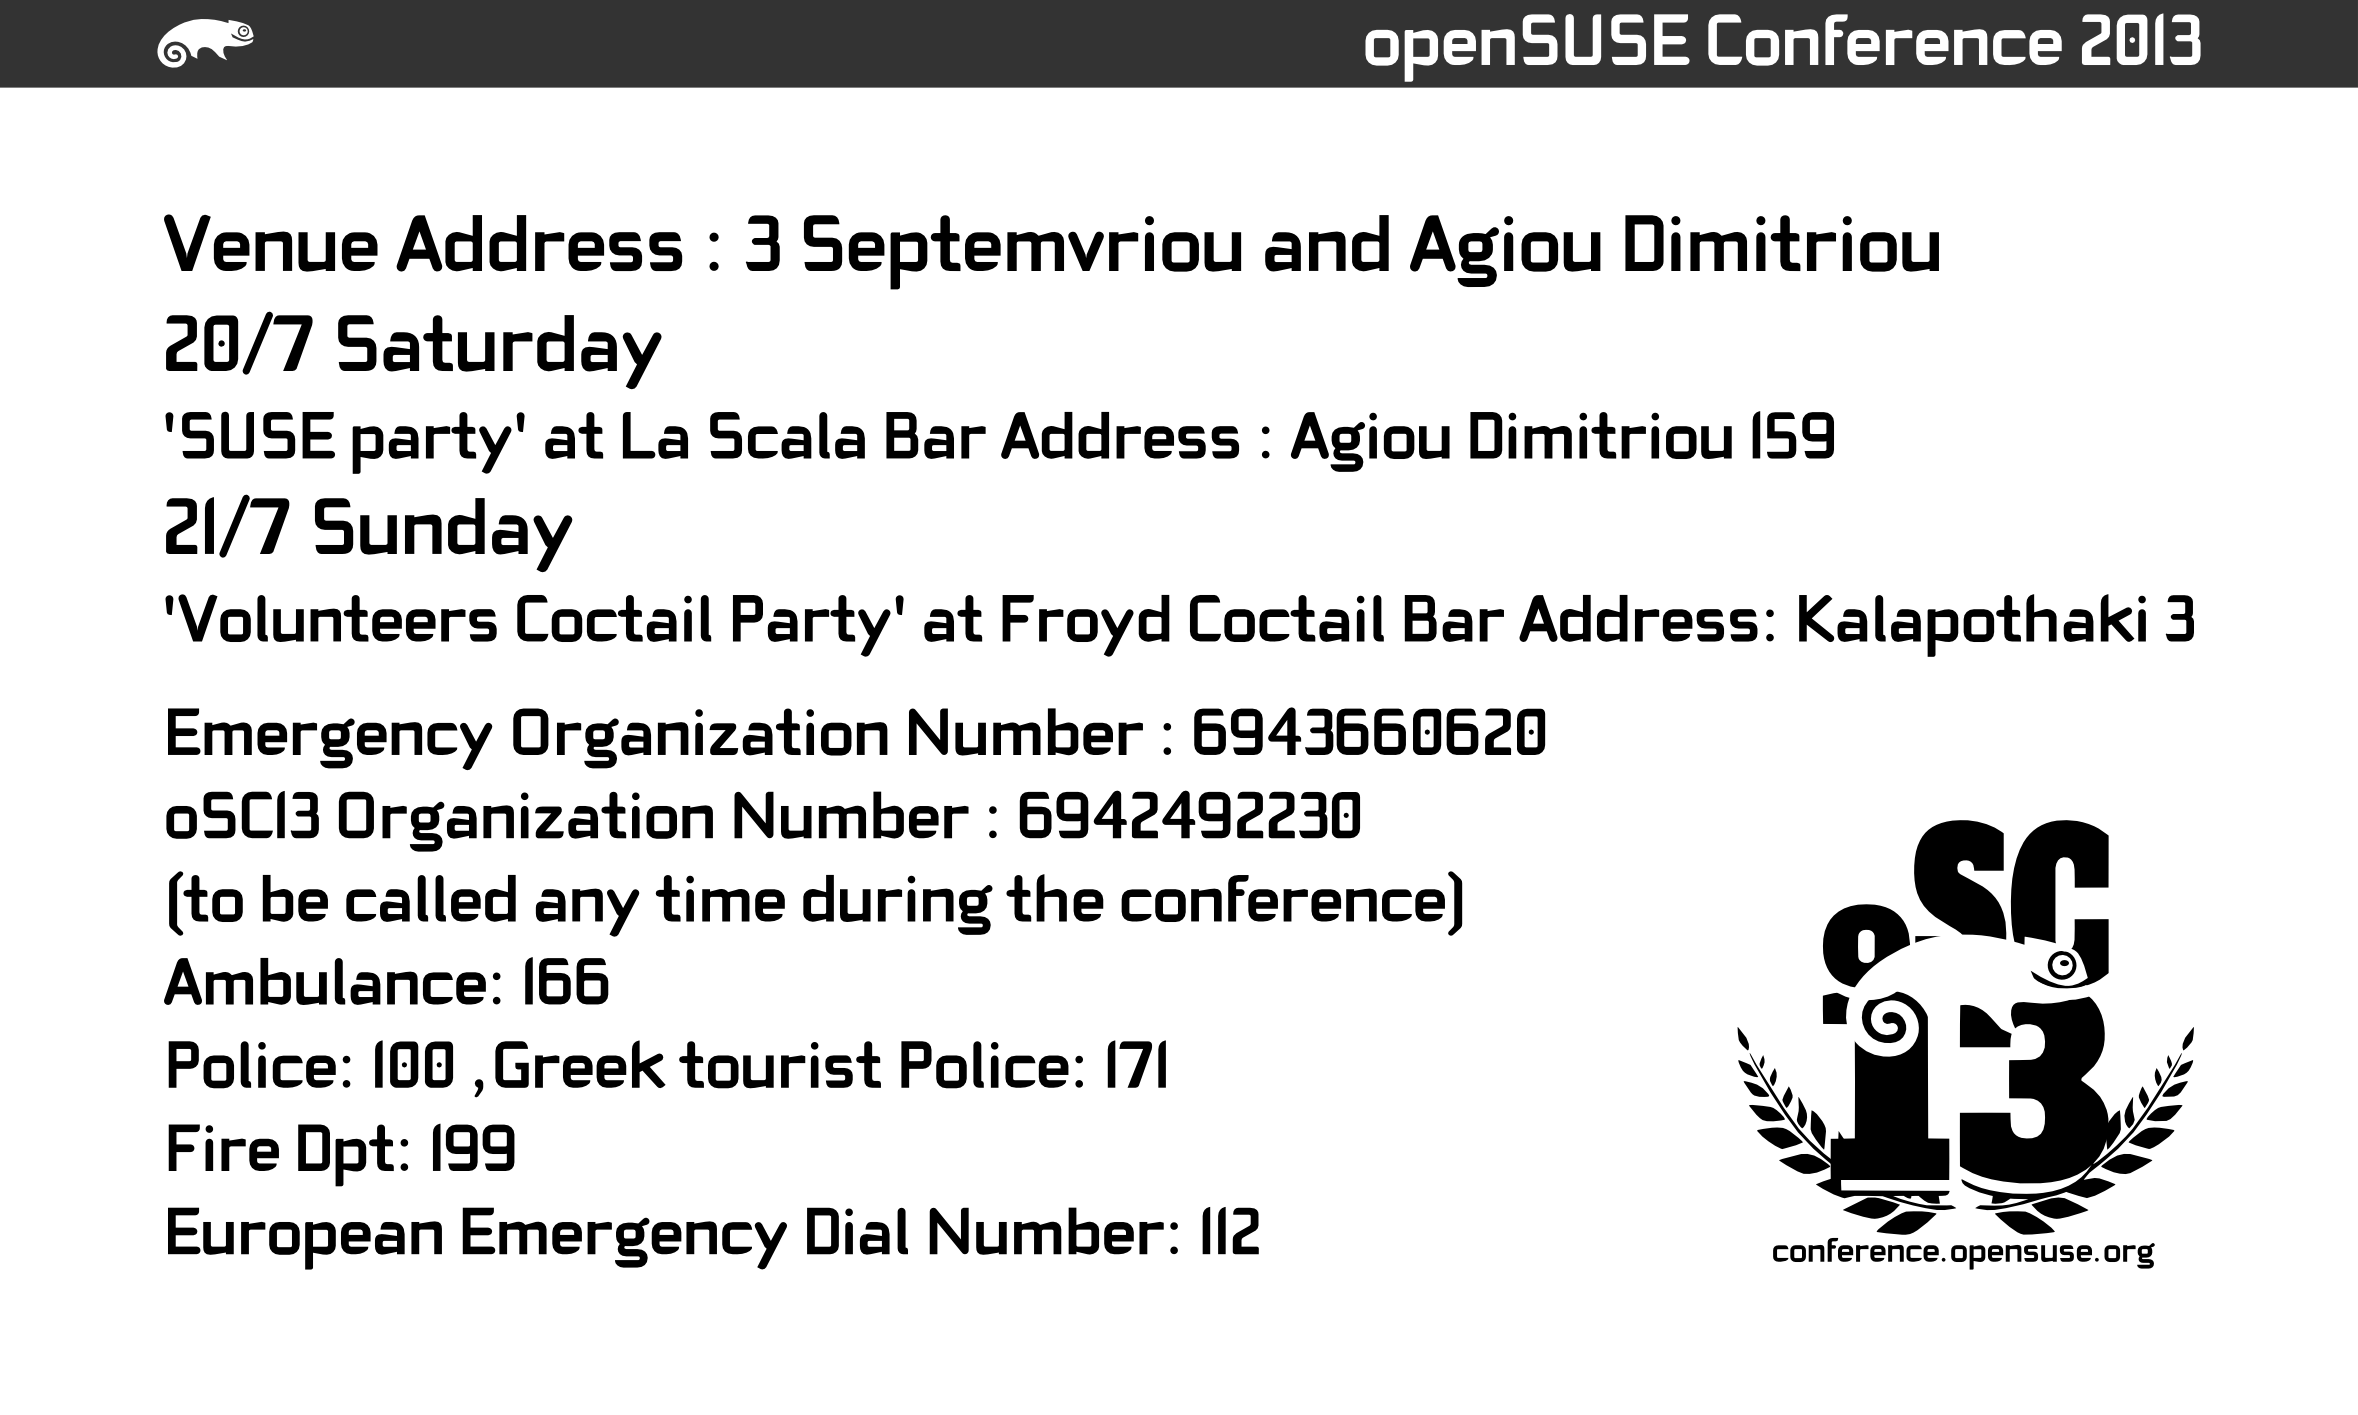 openSUSE Conference 2013
Venue Address : 3 Septemvriou and Agiou Dimitriou
20/7 Saturday
'SUSE party' at La Scala Bar Address : Agiou Dimitriou 159
21/7 Sunday
'Volunteers Coctail Party' at Froyd Coctail Bar Address: Kalapothaki 3
Emergency Organization Number : 6943660620
oSC13 Organization Number : 6942492230
(to be called any time during the conference)
Ambulance: 166
Police: 100 ,Greek tourist Police: 171
Fire Dpt: 199
European Emergency Dial Number: 112
oSC
13
conference.opensuse.org